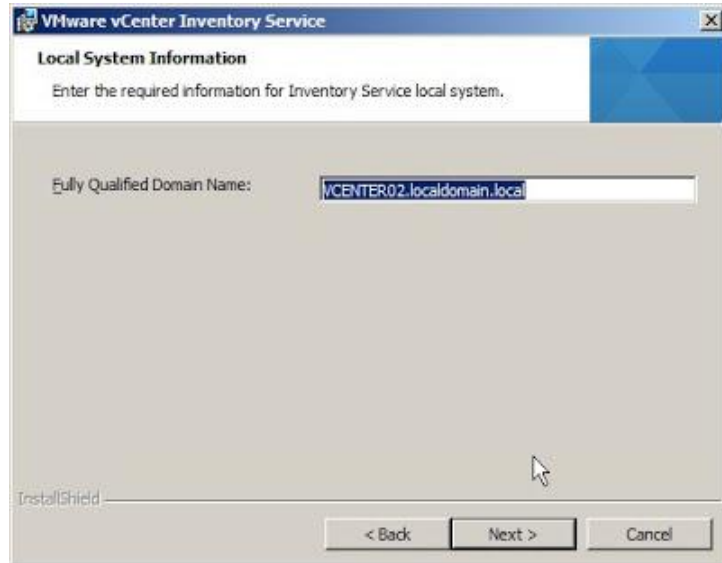 VMware vCenter Inventory Service
Local System Information
Enter the required information for Inventory Service local system.
Fully Qualified Domain Name:
VCENTER02.localdomain.local
InstallShield
< Back
Next >
Cancel